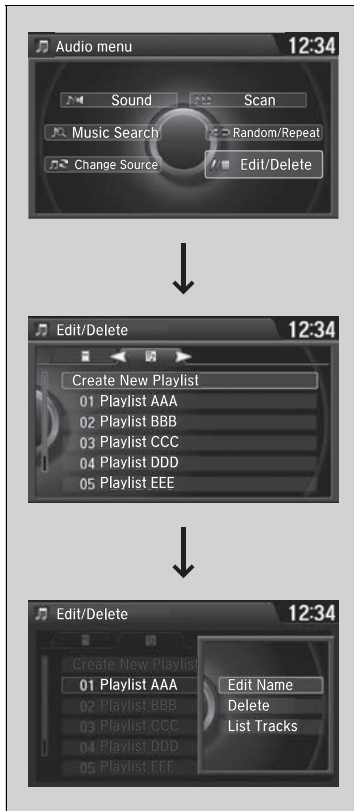 Audio menu 12:34
Sound Scan
Music Search Random/Repeat
Change Source Edit/Delete
Edit/Delete 12:34
Create New Playlist
01 Playlist AAA
02 Playlist BBB
03 Playlist CCC
04 Playlist DDD
05 Playlist EEE
Edit/Delete 12:34
Create New Playlist
01 Playlist AAA Edit Name
02 Playlist BBB Delete
03 Playlist CCC List Tracks
04 Playlist DDD
05 Playlist EEE